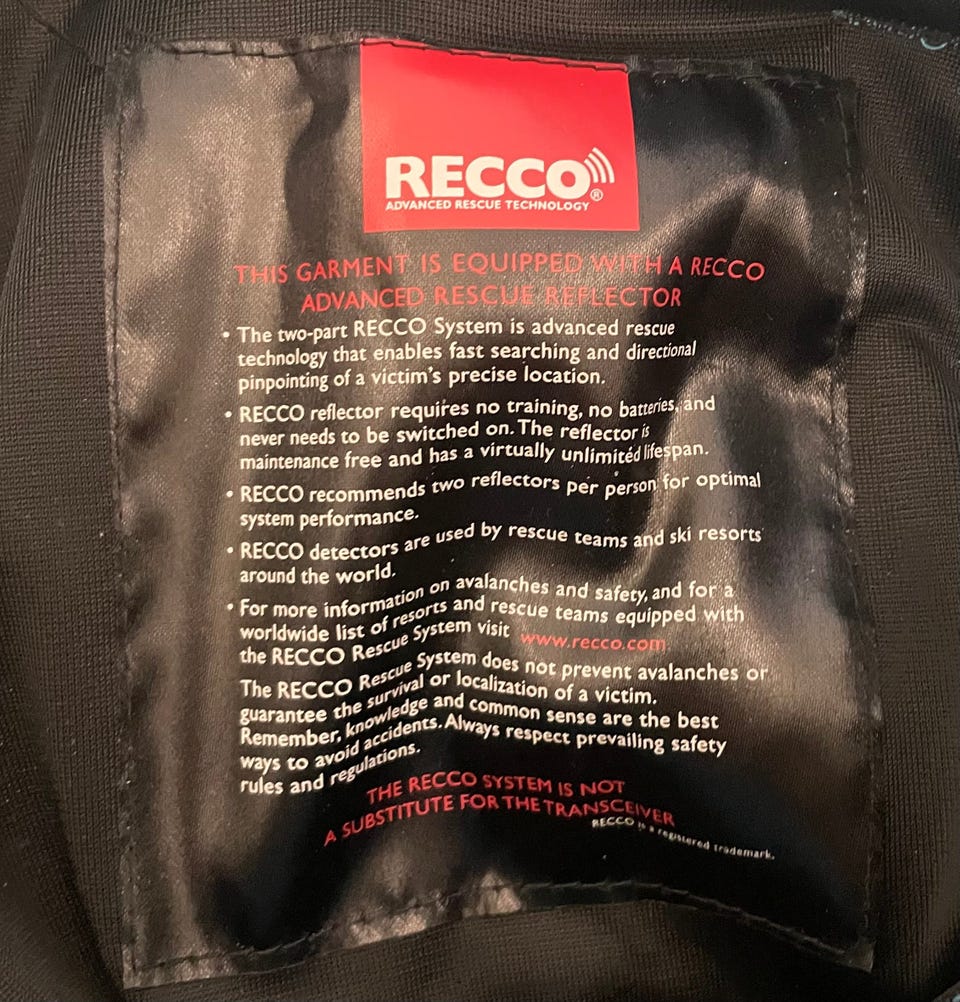 RECCO®
ADVANCED RESCUE TECHNOLOGY
THIS GARMENT IS EQUIPPED WITH A RECCO
ADVANCED RESCUE REFLECTOR
• The two-part RECCO System is advanced rescue
technology that enables fast searching and directional
pinpointing of a victim's precise location.
• RECCO reflector requires no training, no batteries, and
never needs to be switched on. The reflector is
maintenance free and has a virtually unlimited lifespan.
• RECCO recommends two reflectors per person for optimal
system performance.
• RECCO detectors are used by rescue teams and ski resorts
around the world.
• For more information on avalanches and safety, and for a
worldwide list of resorts and rescue teams equipped with
the RECCO Rescue System visit www.recco.com
The RECCO Rescue System does not prevent avalanches or
guarantee the survival or localization of a victim.
Remember, knowledge and common sense are the best
ways to avoid accidents. Always respect prevailing safety
rules and regulations.
THE RECCO SYSTEM IS NOT
A SUBSTITUTE FOR THE TRANSCEIVER
RECCO is a registered trademark.